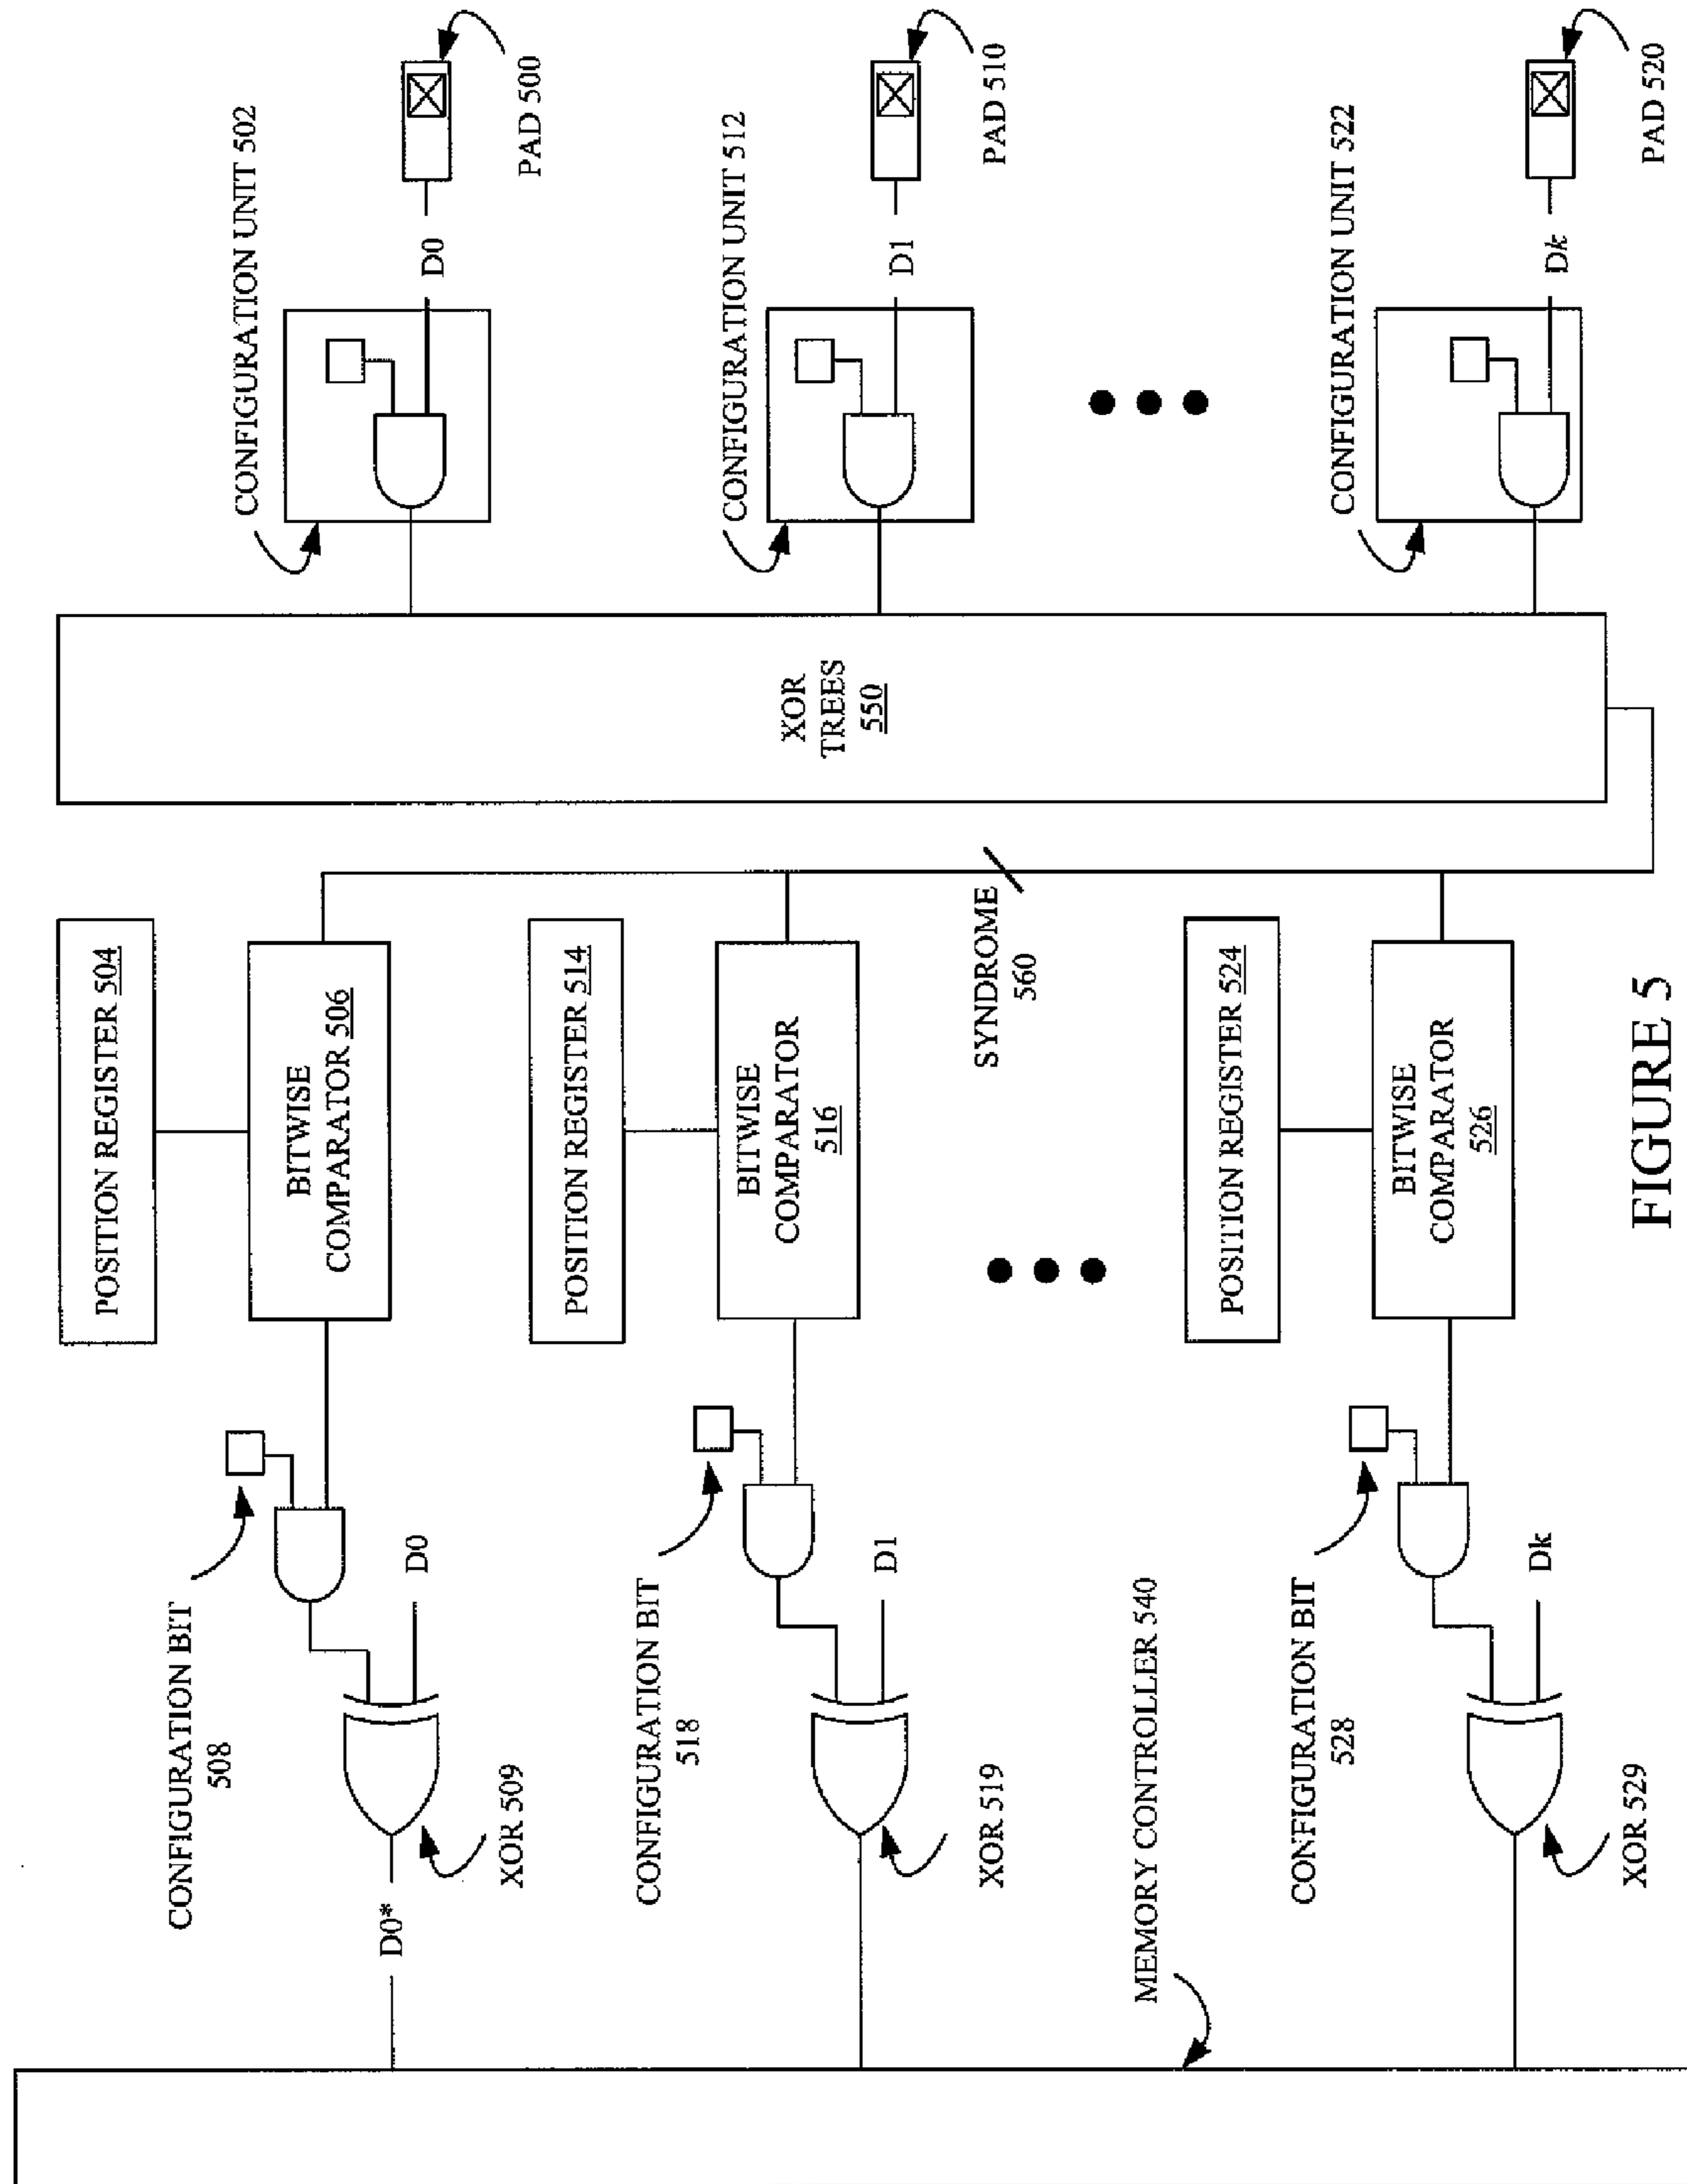 CONFIGURATION UNIT 502
D0
PAD 500
CONFIGURATION UNIT 512
D1
PAD 510
CONFIGURATION UNIT 522
Dk
PAD 520
XOR
TREES
550
SYNDROME
560
POSITION REGISTER 504
BITWISE
COMPARATOR 506
POSITION REGISTER 514
BITWISE
COMPARATOR
516
POSITION REGISTER 524
BITWISE
COMPARATOR
526
CONFIGURATION BIT
508
D0
XOR 509
D0*
CONFIGURATION BIT
518
D1
XOR 519
CONFIGURATION BIT
528
Dk
XOR 529
MEMORY CONTROLLER 540
FIGURE 5